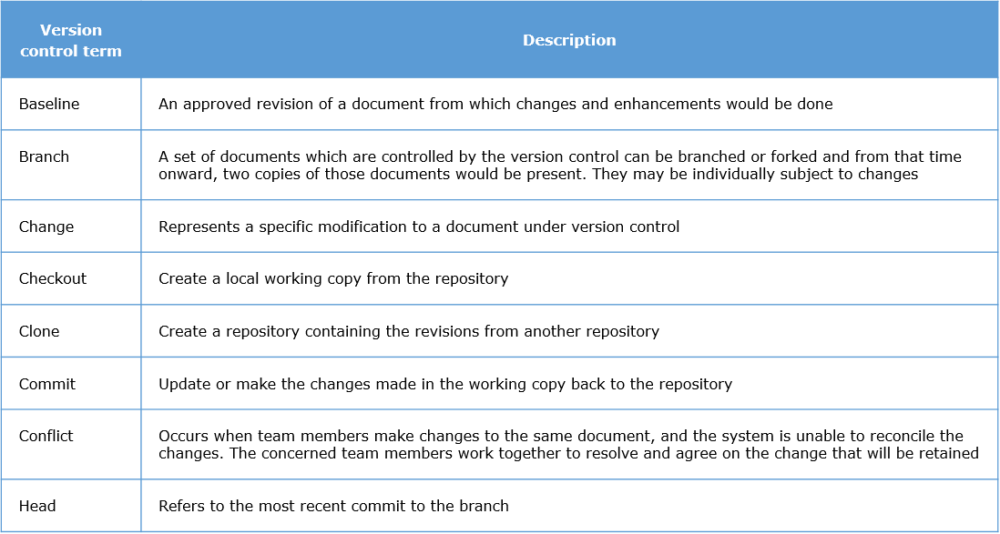 Version
control term
Description
Baseline
An approved revision of a document from which changes and enhancements would be done
Branch
A set of documents which are controlled by the version control can be branched or forked and from that time
onward, two copies of those documents would be present. They may be individually subject to changes
Change
Represents a specific modification to a document under version control
Checkout
Create a local working copy from the repository
Clone
Create a repository containing the revisions from another repository
Commit
Update or make the changes made in the working copy back to the repository
Conflict
Occurs when team members make changes to the same document, and the system is unable to reconcile the
changes. The concerned team members work together to resolve and agree on the change that will be retained
Head
Refers to the most recent commit to the branch